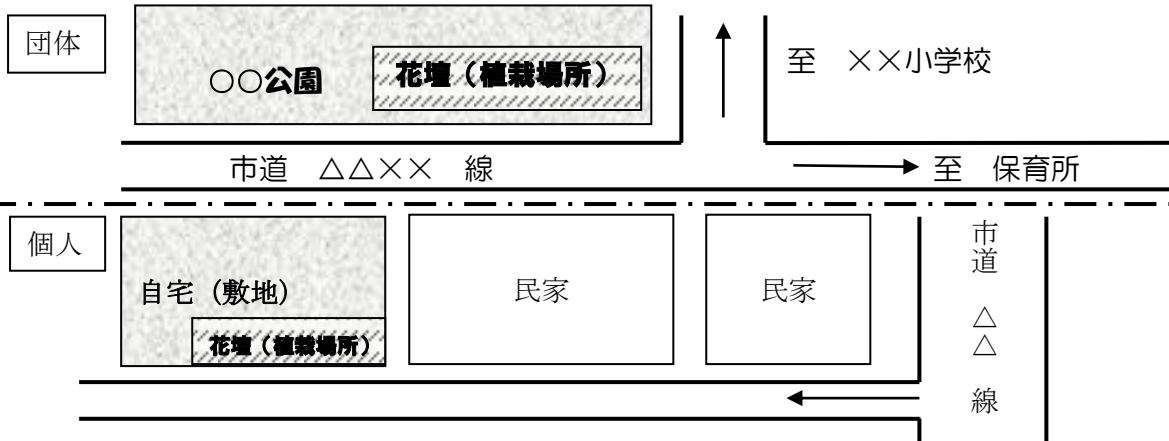 団体
○○公園
花壇（植栽場所）
至　××小学校
市道　△△××　線
至　保育所
個人
自宅（敷地）
花壇（植栽場所）
民家
民家
市道　△△　線